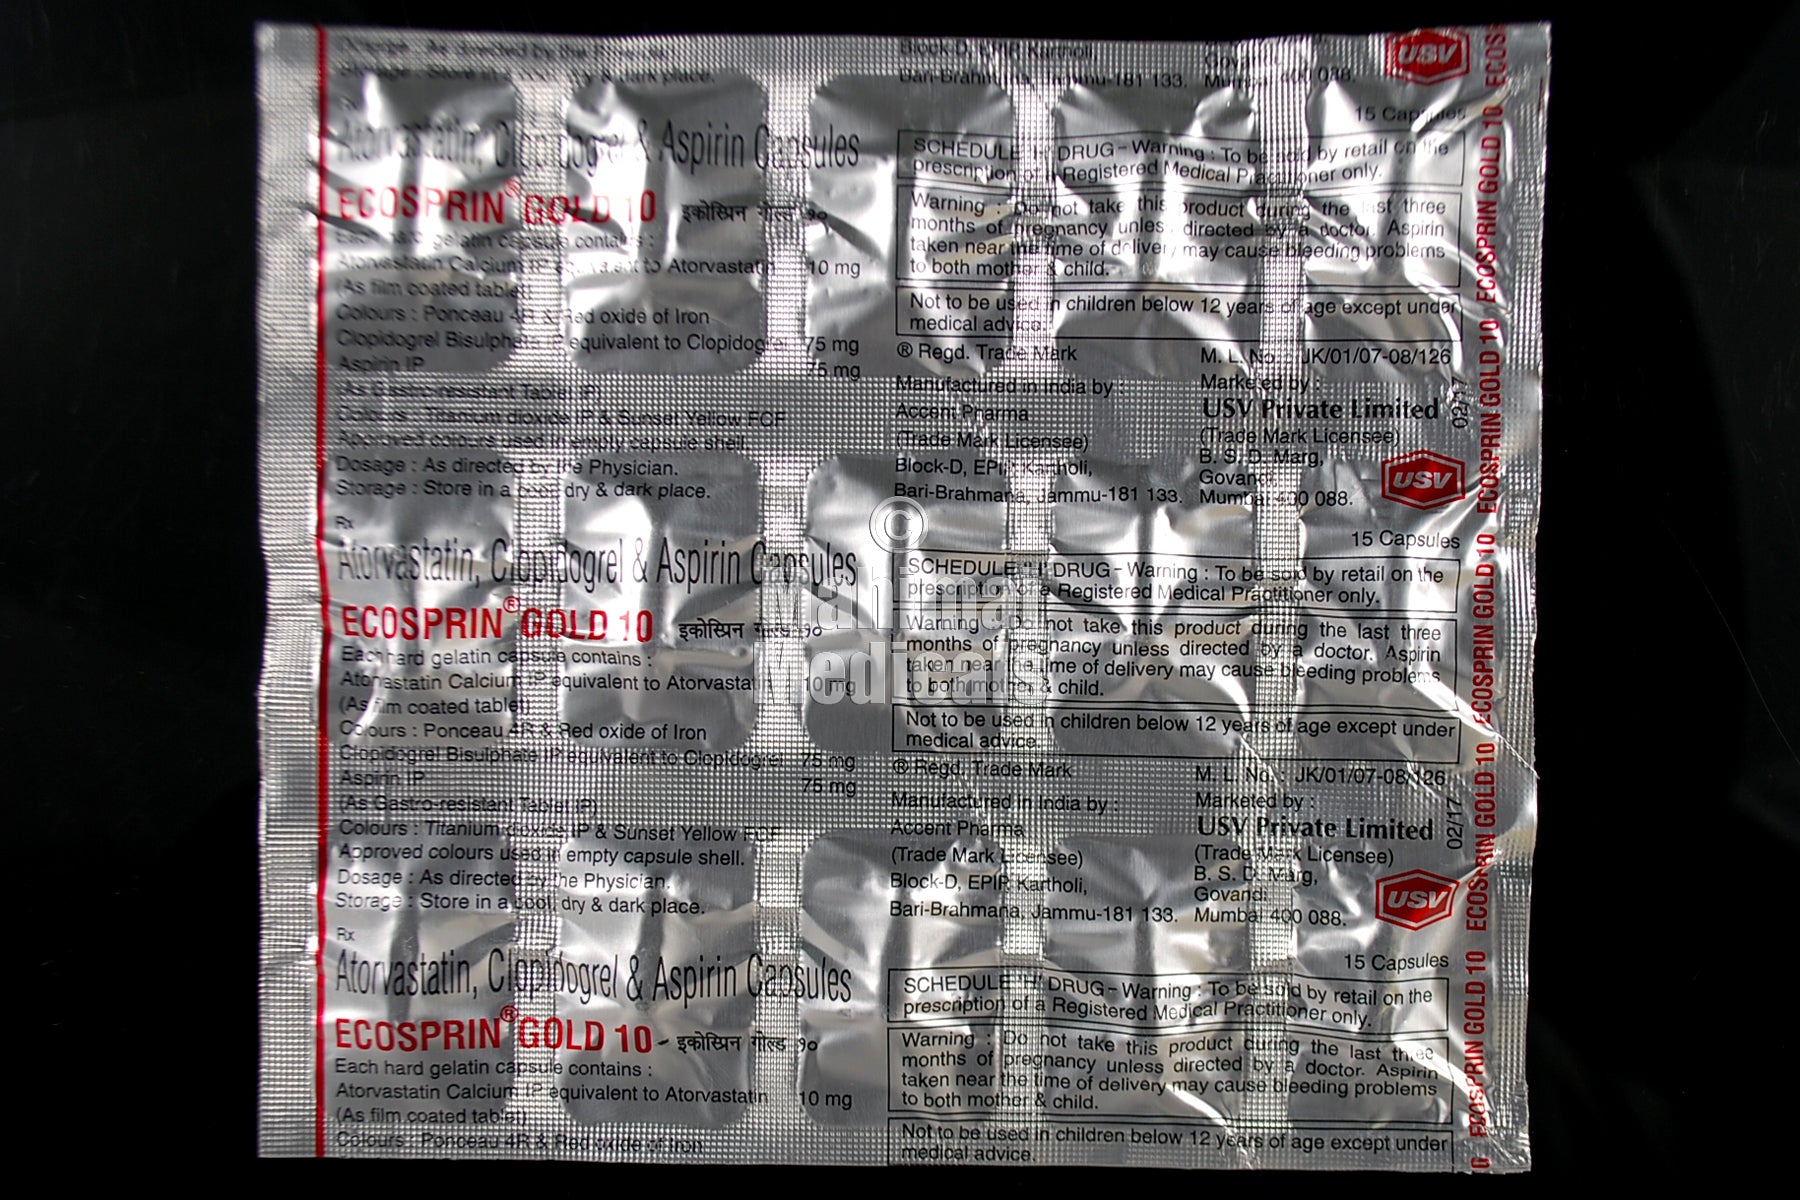 Dosage : As directed by the Physician.
Storage : Store in a cool, dry & dark place.
Block-D, EPIP, Kartholi,
Bari-Brahmana, Jammu-181 133.
Govandi
Mumbai 400 088.
USV
15 Capsules
Rx
Atorvastatin, Clopidogrel & Aspirin Capsules
ECOSPRIN® GOLD 10 इकोस्प्रिन गोल्ड १०
Each hard gelatin capsule contains :
Atorvastatin Calcium IP equivalent to Atorvastatin 10 mg
(As film coated tablet)
Colours : Ponceau 4R & Red oxide of Iron
Clopidogrel Bisulphate IP equivalent to Clopidogrel 75 mg
Aspirin IP 75 mg
(As Gastro-resistant Tablet IP)
Colours : Titanium dioxide IP & Sunset Yellow FCF
Approved colours used in empty capsule shell.
Dosage : As directed by the Physician.
Storage : Store in a cool, dry & dark place.
SCHEDULE 'H' DRUG - Warning : To be sold by retail on the
prescription of a Registered Medical Practitioner only.
Warning : Do not take this product during the last three
months of pregnancy unless directed by a doctor. Aspirin
taken near the time of delivery may cause bleeding problems
to both mother & child.
Not to be used in children below 12 years of age except under
medical advice.
® Regd. Trade Mark
M. L. No. : JK/01/07-08/126
Manufactured in India by :
Accent Pharma
(Trade Mark Licensee)
Block-D, EPIP, Kartholi,
Bari-Brahmana, Jammu-181 133.
Marketed by :
USV Private Limited
(Trade Mark Licensee)
B. S. D. Marg,
Govandi
Mumbai 400 088.
02/17
USV
15 Capsules
Rx
Atorvastatin, Clopidogrel & Aspirin Capsules
ECOSPRIN® GOLD 10 इकोस्प्रिन गोल्ड १०
Each hard gelatin capsule contains :
Atorvastatin Calcium IP equivalent to Atorvastatin 10 mg
(As film coated tablet)
Colours : Ponceau 4R & Red oxide of Iron
Clopidogrel Bisulphate IP equivalent to Clopidogrel 75 mg
Aspirin IP 75 mg
(As Gastro-resistant Tablet IP)
Colours : Titanium dioxide IP & Sunset Yellow FCF
Approved colours used in empty capsule shell.
Dosage : As directed by the Physician.
Storage : Store in a cool, dry & dark place.
SCHEDULE 'H' DRUG - Warning : To be sold by retail on the
prescription of a Registered Medical Practitioner only.
Warning : Do not take this product during the last three
months of pregnancy unless directed by a doctor. Aspirin
taken near the time of delivery may cause bleeding problems
to both mother & child.
Not to be used in children below 12 years of age except under
medical advice.
® Regd. Trade Mark
M. L. No. : JK/01/07-08/126
Manufactured in India by :
Accent Pharma
(Trade Mark Licensee)
Block-D, EPIP, Kartholi,
Bari-Brahmana, Jammu-181 133.
Marketed by :
USV Private Limited
(Trade Mark Licensee)
B. S. D. Marg,
Govandi
Mumbai 400 088.
02/17
USV
15 Capsules
Rx
Atorvastatin, Clopidogrel & Aspirin Capsules
ECOSPRIN® GOLD 10 - इकोस्प्रिन गोल्ड १०
Each hard gelatin capsule contains :
Atorvastatin Calcium IP equivalent to Atorvastatin 10 mg
(As film coated tablet)
Colours : Ponceau 4R & Red oxide of Iron
SCHEDULE 'H' DRUG - Warning : To be sold by retail on the
prescription of a Registered Medical Practitioner only.
Warning : Do not take this product during the last three
months of pregnancy unless directed by a doctor. Aspirin
taken near the time of delivery may cause bleeding problems
to both mother & child.
Not to be used in children below 12 years of age except under
medical advice.
0 ECOSPRIN GOLD 10 ECOSPRIN GOLD 10 ECOSPRIN GOLD 10 ECOSPRIN GOLD 10 ECOSPRIN GOLD 10 ECOSPRIN GOLD 10 ECOS
©
Mahima
Medicals